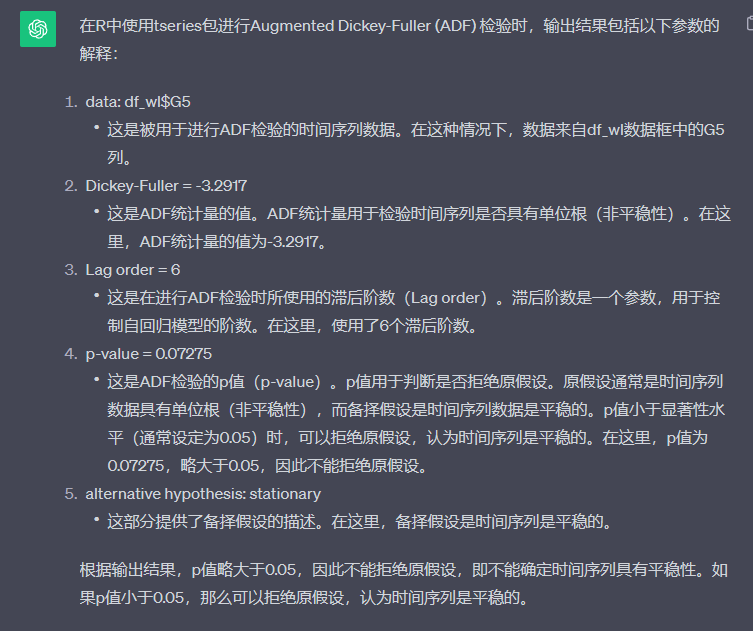 在R中使用tseries包进行Augmented Dickey-Fuller (ADF) 检验时，输出结果包括以下参数的
解释：
1. data: df_wl$G5
• 这是被用于进行ADF检验的时间序列数据。在这种情况下，数据来自df_wl数据框中的G5
列。
2. Dickey-Fuller = -3.2917
• 这是ADF统计量的值。ADF统计量用于检验时间序列是否具有单位根（非平稳性）。在这
里，ADF统计量的值为-3.2917。
3. Lag order = 6
• 这是在进行ADF检验时所使用的滞后阶数（Lag order）。滞后阶数是一个参数，用于控
制自回归模型的阶数。在这里，使用了6个滞后阶数。
4. p-value = 0.07275
• 这是ADF检验的p值（p-value）。p值用于判断是否拒绝原假设。原假设通常是时间序列
数据具有单位根（非平稳性），而备择假设是时间序列数据是平稳的。p值小于显著性水
平（通常设定为0.05）时，可以拒绝原假设，认为时间序列是平稳的。在这里，p值为
0.07275，略大于0.05，因此不能拒绝原假设。
5. alternative hypothesis: stationary
• 这部分提供了备择假设的描述。在这里，备择假设是时间序列是平稳的。
根据输出结果，p值略大于0.05，因此不能拒绝原假设，即不能确定时间序列具有平稳性。如
果p值小于0.05，那么可以拒绝原假设，认为时间序列是平稳的。